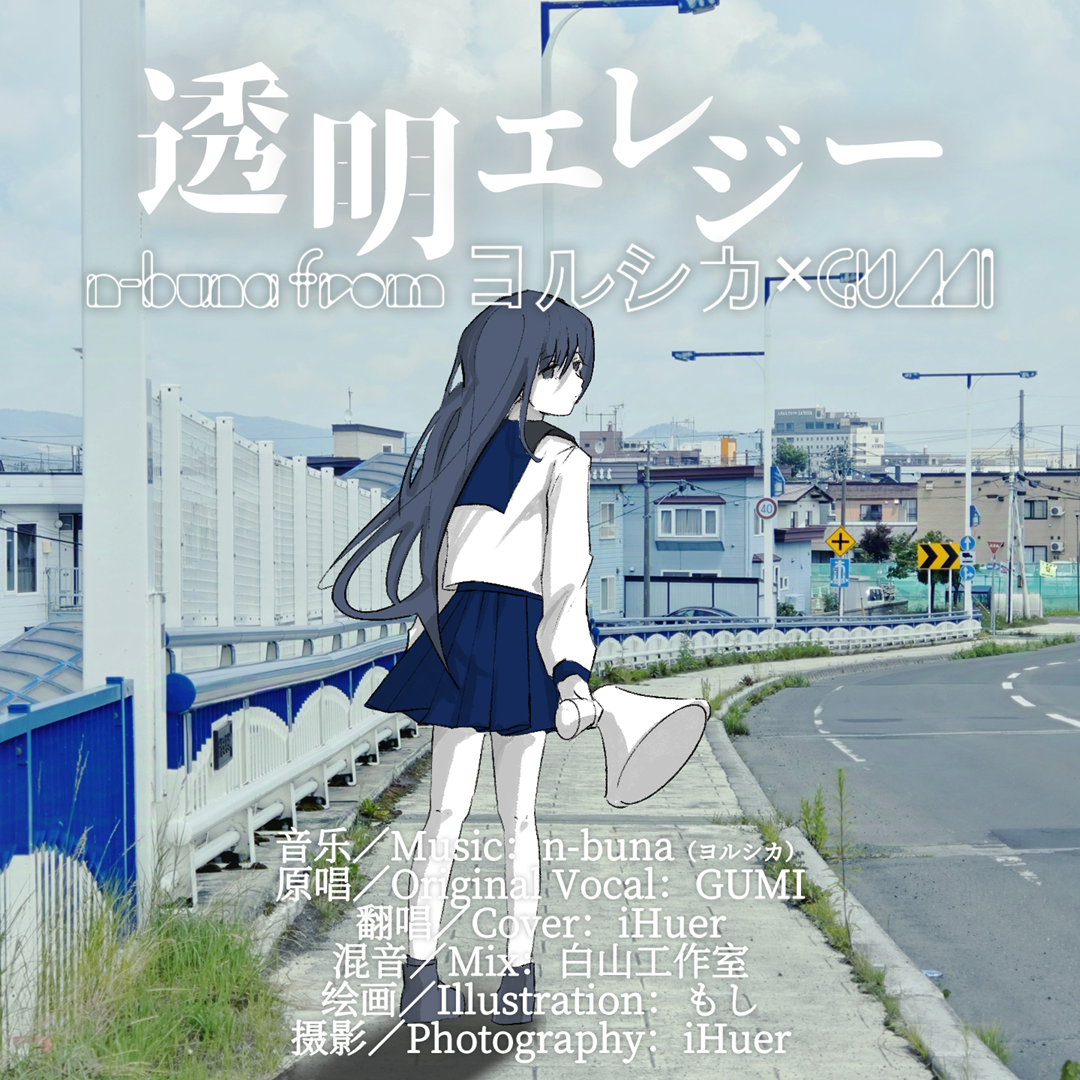 透明エレジー
n-buna from ヨルシカ×GUMI
40
音乐／Music：n-buna（ヨルシカ）
原唱／Original Vocal：GUMI
翻唱／Cover：iHuer
混音／Mix：白山工作室
绘画／Illustration：もし
摄影／Photography：iHuer